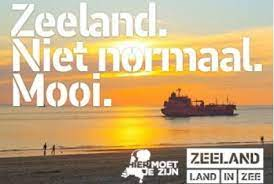 Zeeland.
Niet normaal.
Mooi.
HIER MOET
JE ZIJN
ZEELAND
LAND IN ZEE